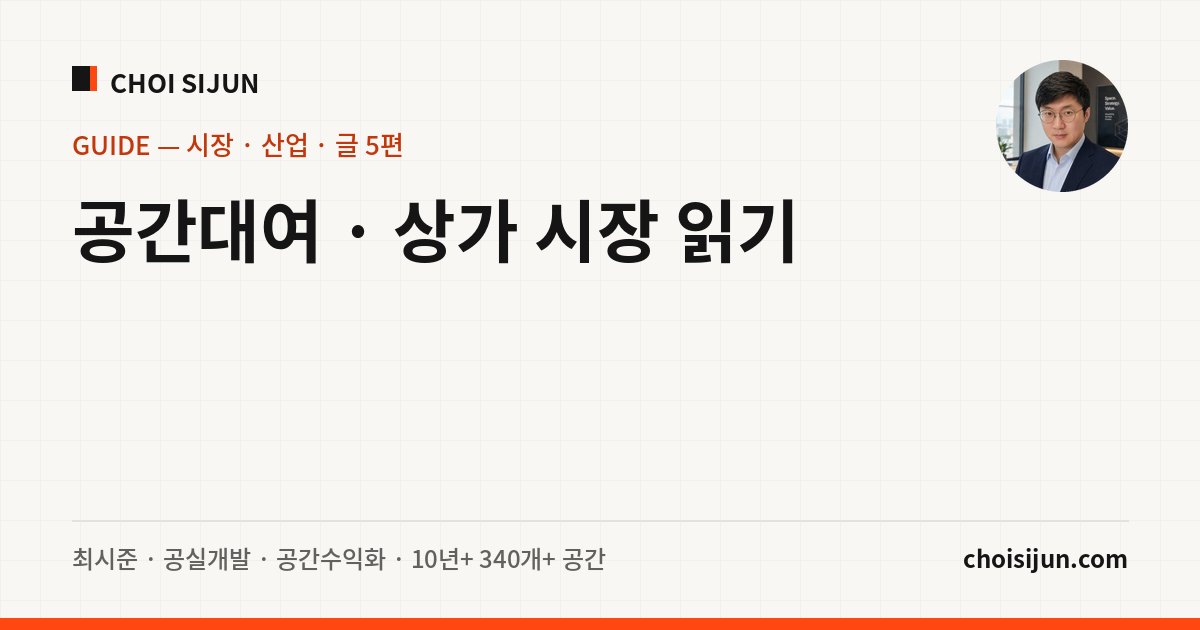 CHOI SIJUN
GUIDE — 시장 · 산업 · 글 5편
공간대여 · 상가 시장 읽기
최시준 · 공실개발 · 공간수익화 · 10년+ 340개+ 공간
choisijun.com